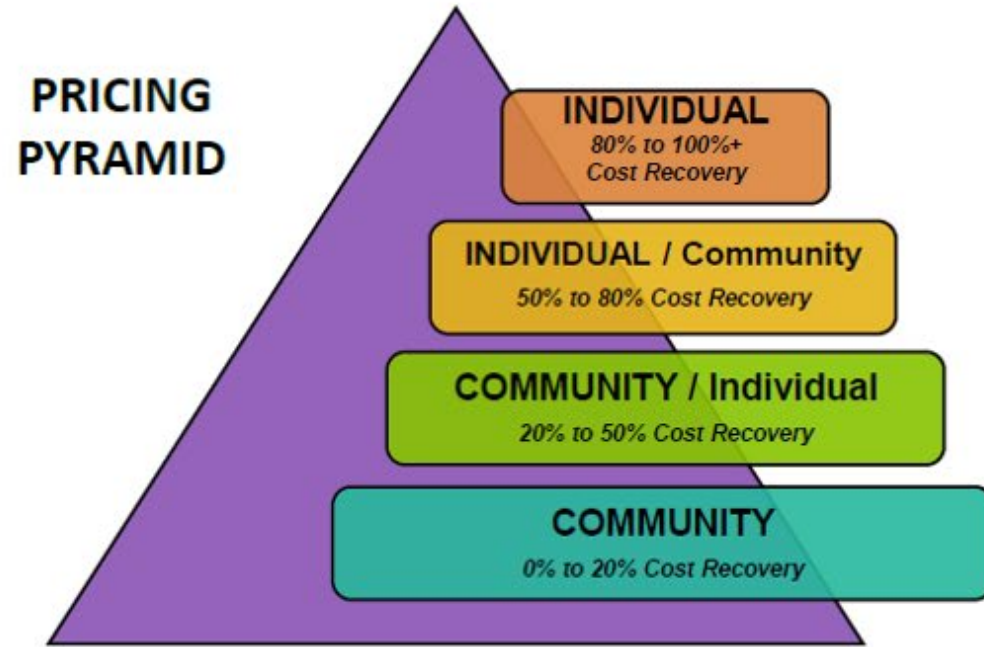 PRICING
PYRAMID
INDIVIDUAL
80% to 100%+
Cost Recovery
INDIVIDUAL / Community
50% to 80% Cost Recovery
COMMUNITY / Individual
20% to 50% Cost Recovery
COMMUNITY
0% to 20% Cost Recovery